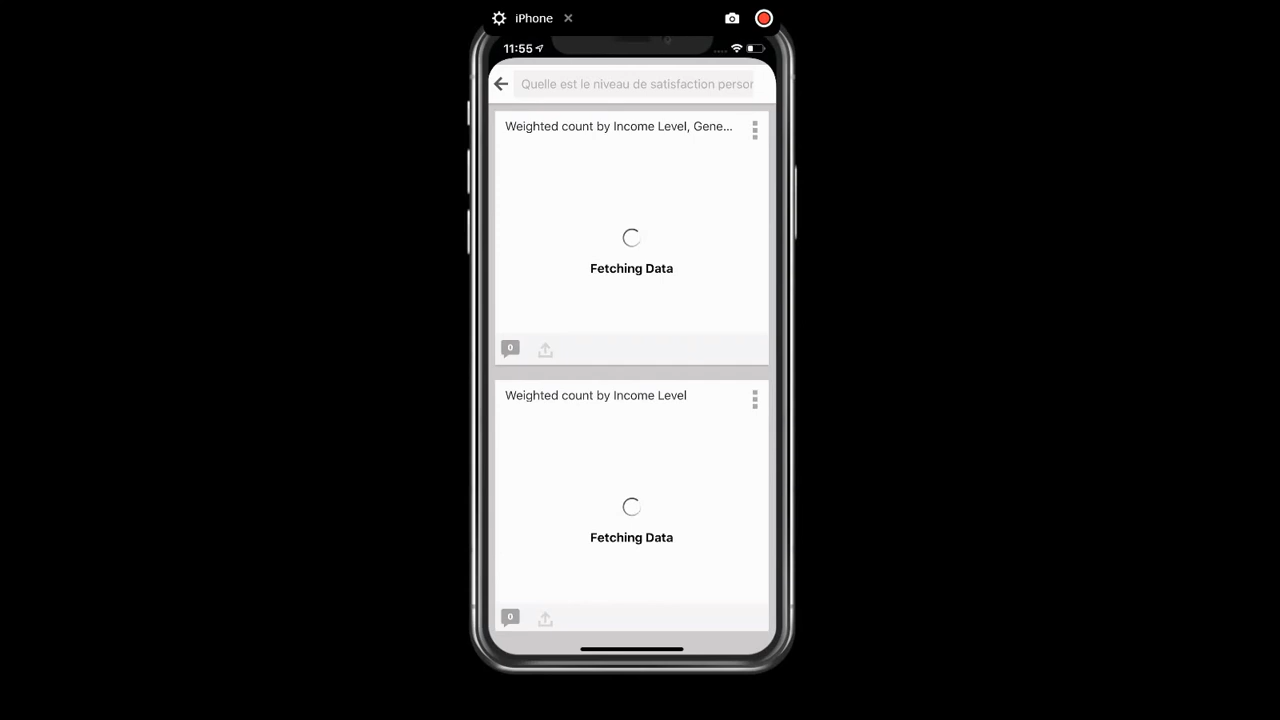 iPhone
11:55
Quelle est le niveau de satisfaction person
Weighted count by Income Level, Gene...
Fetching Data
0
Weighted count by Income Level
Fetching Data
0